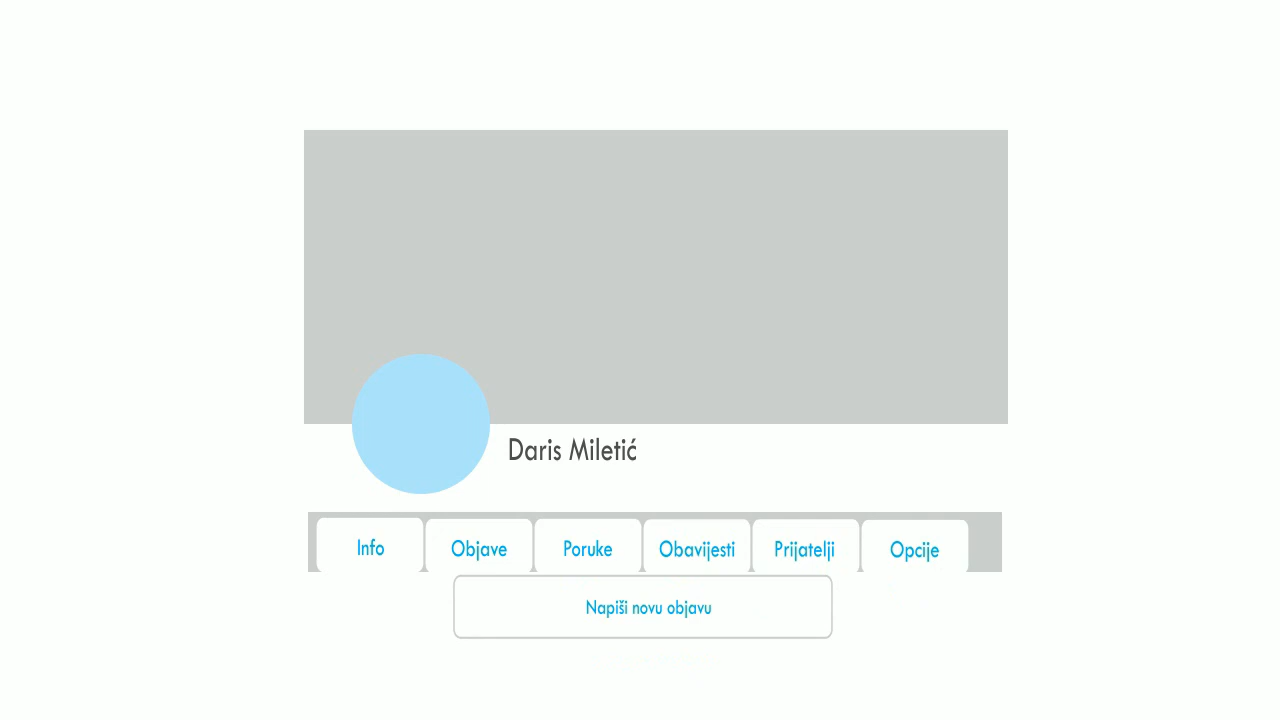 Daris Miletić
Info Objave Poruke Obavijesti Prijatelji Opcije
Napiši novu objavu